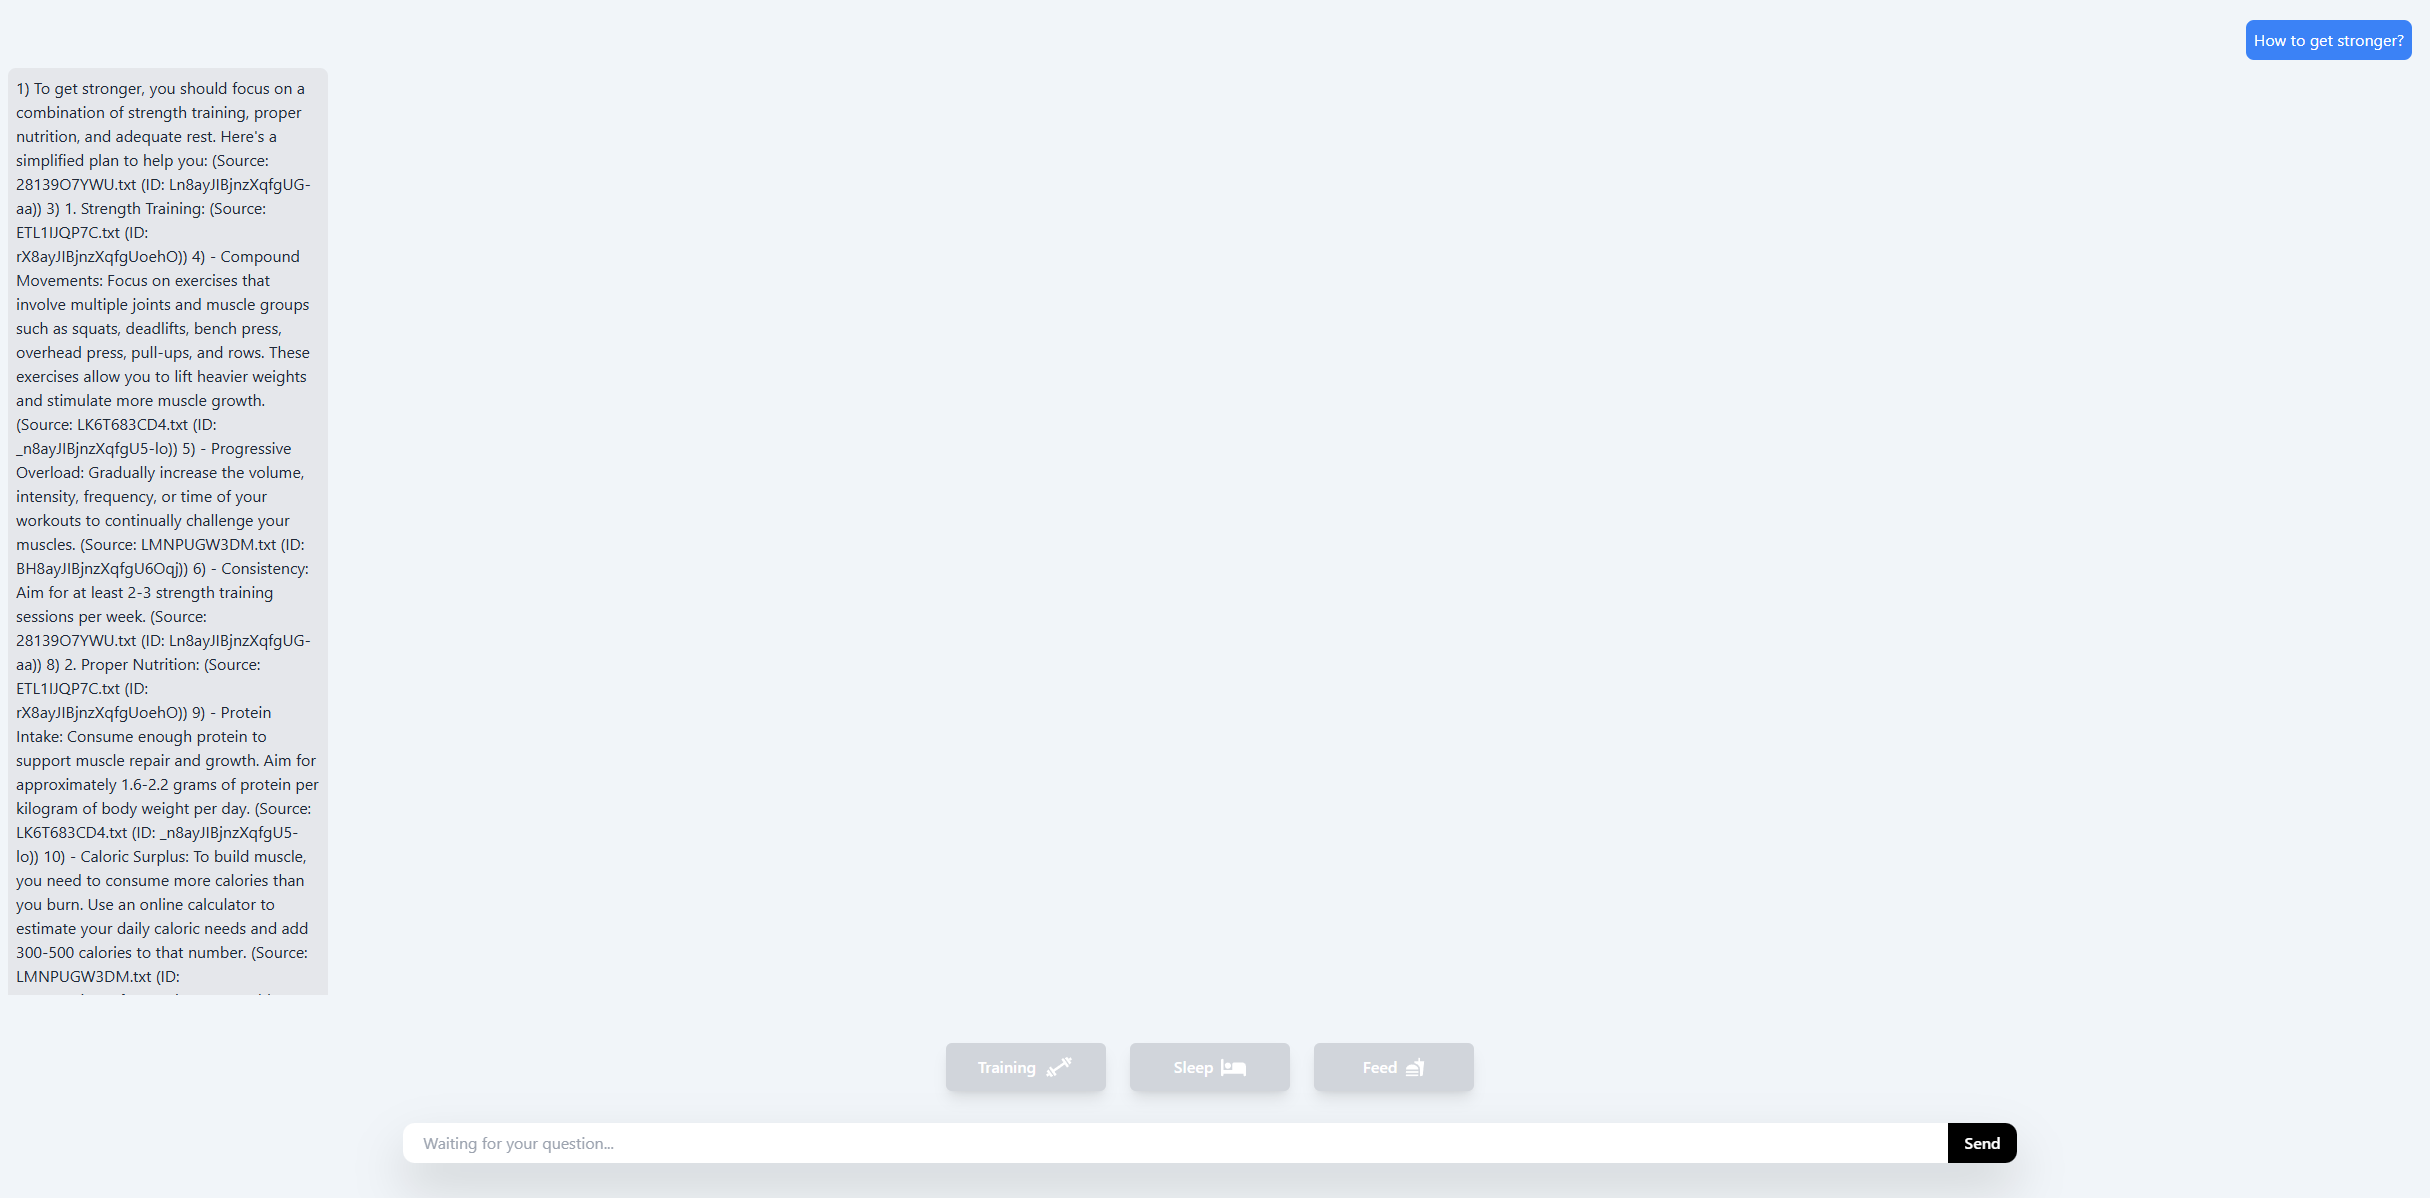 How to get stronger?
1) To get stronger, you should focus on a
combination of strength training, proper
nutrition, and adequate rest. Here's a
simplified plan to help you: (Source:
28139O7YWU.txt (ID: Ln8ayJIBjnzXqfgUG-
aa)) 3) 1. Strength Training: (Source:
ETL1IJQP7C.txt (ID:
rX8ayJIBjnzXqfgUoehO)) 4) - Compound
Movements: Focus on exercises that
involve multiple joints and muscle groups
such as squats, deadlifts, bench press,
overhead press, pull-ups, and rows. These
exercises allow you to lift heavier weights
and stimulate more muscle growth.
(Source: LK6T683CD4.txt (ID:
_n8ayJIBjnzXqfgU5-lo)) 5) - Progressive
Overload: Gradually increase the volume,
intensity, frequency, or time of your
workouts to continually challenge your
muscles. (Source: LMNPUGW3DM.txt (ID:
BH8ayJIBjnzXqfgU6Oqj)) 6) - Consistency:
Aim for at least 2-3 strength training
sessions per week. (Source:
28139O7YWU.txt (ID: Ln8ayJIBjnzXqfgUG-
aa)) 8) 2. Proper Nutrition: (Source:
ETL1IJQP7C.txt (ID:
rX8ayJIBjnzXqfgUoehO)) 9) - Protein
Intake: Consume enough protein to
support muscle repair and growth. Aim for
approximately 1.6-2.2 grams of protein per
kilogram of body weight per day. (Source:
LK6T683CD4.txt (ID: _n8ayJIBjnzXqfgU5-
lo)) 10) - Caloric Surplus: To build muscle,
you need to consume more calories than
you burn. Use an online calculator to
estimate your daily caloric needs and add
300-500 calories to that number. (Source:
LMNPUGW3DM.txt (ID:
Training
Sleep
Feed
Waiting for your question...
Send